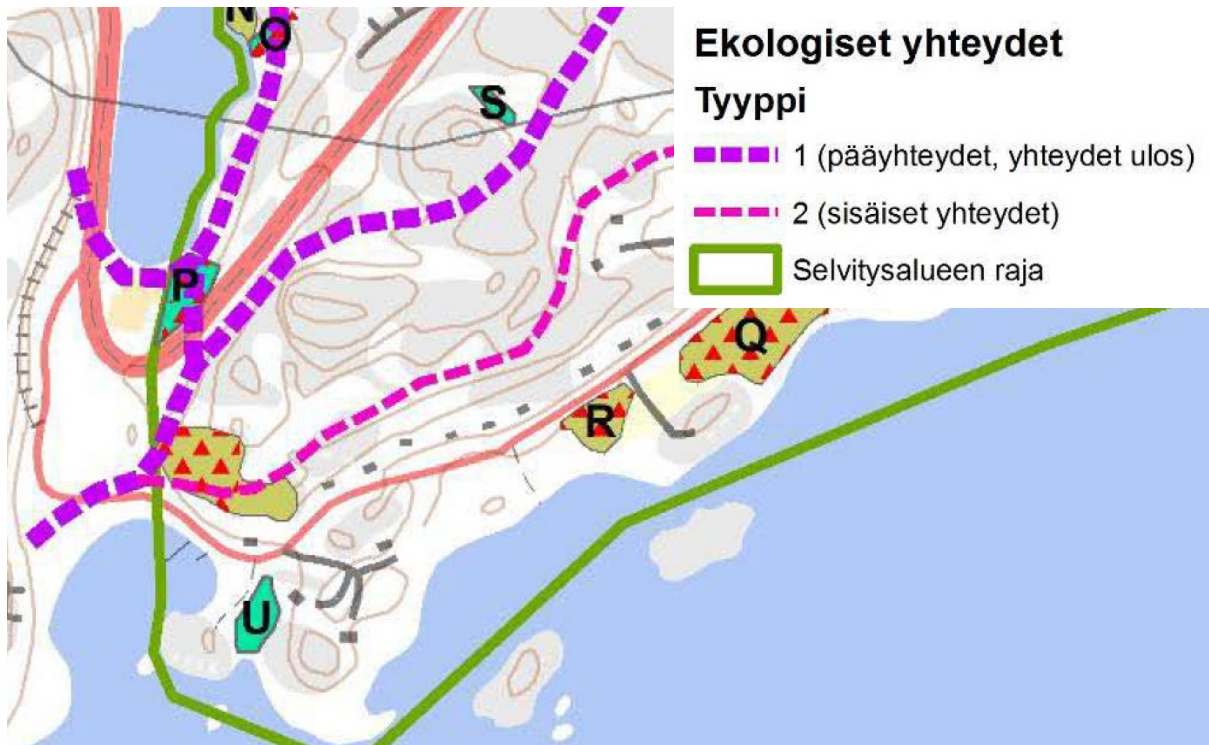 N
O
S
P
Q
R
U
Ekologiset yhteydet
Tyyppi
1 (pääyhteydet, yhteydet ulos)
2 (sisäiset yhteydet)
Selvitysalueen raja